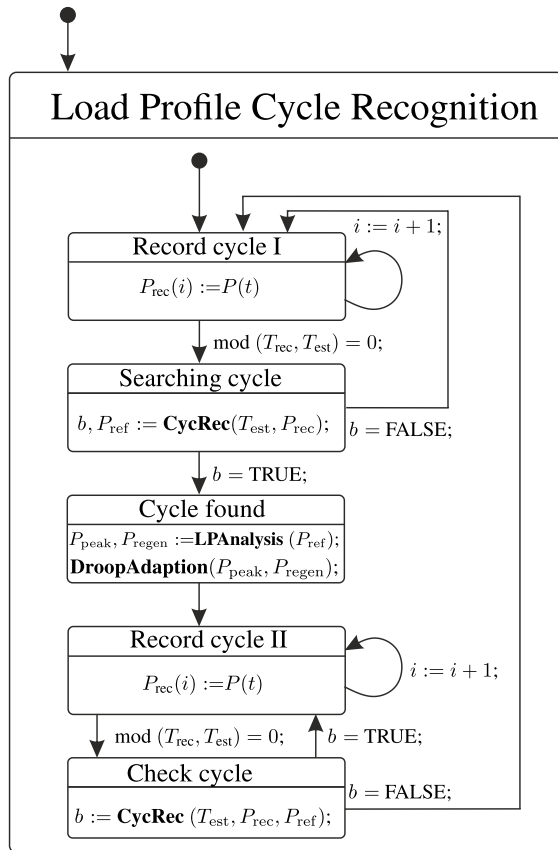 Load Profile Cycle Recognition
i := i + 1;
Record cycle I
P_rec(i) := P(t)
mod (T_rec, T_est) = 0;
Searching cycle
b, P_ref := CycRec(T_est, P_rec);
b = FALSE;
b = TRUE;
Cycle found
P_peak, P_regen := LPAnalysis (P_ref);
DroopAdaption(P_peak, P_regen);
Record cycle II
i := i + 1;
P_rec(i) := P(t)
mod (T_rec, T_est) = 0;
b = TRUE;
Check cycle
b = FALSE;
b := CycRec (T_est, P_rec, P_ref);